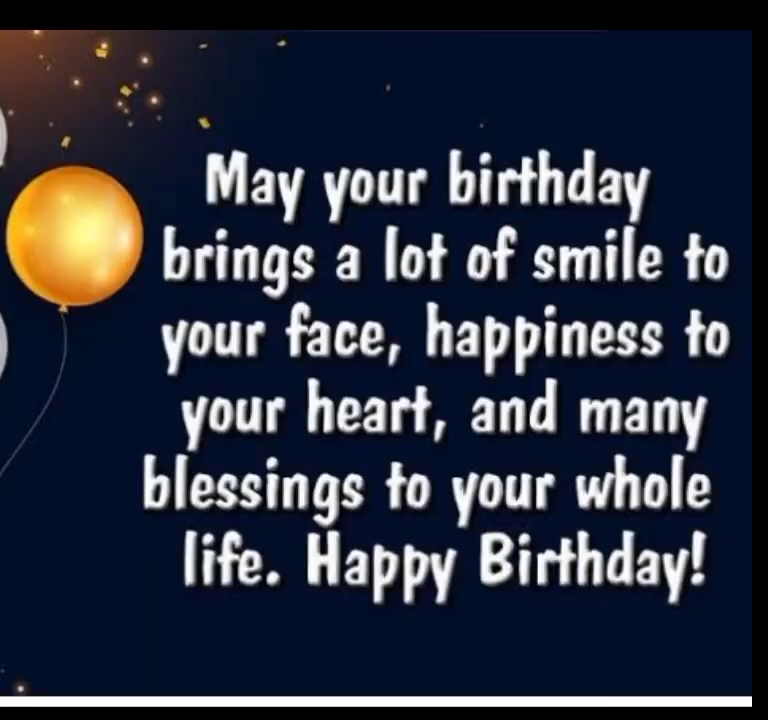 May your birthday
brings a lot of smile to
your face, happiness to
your heart, and many
blessings to your whole
life. Happy Birthday!